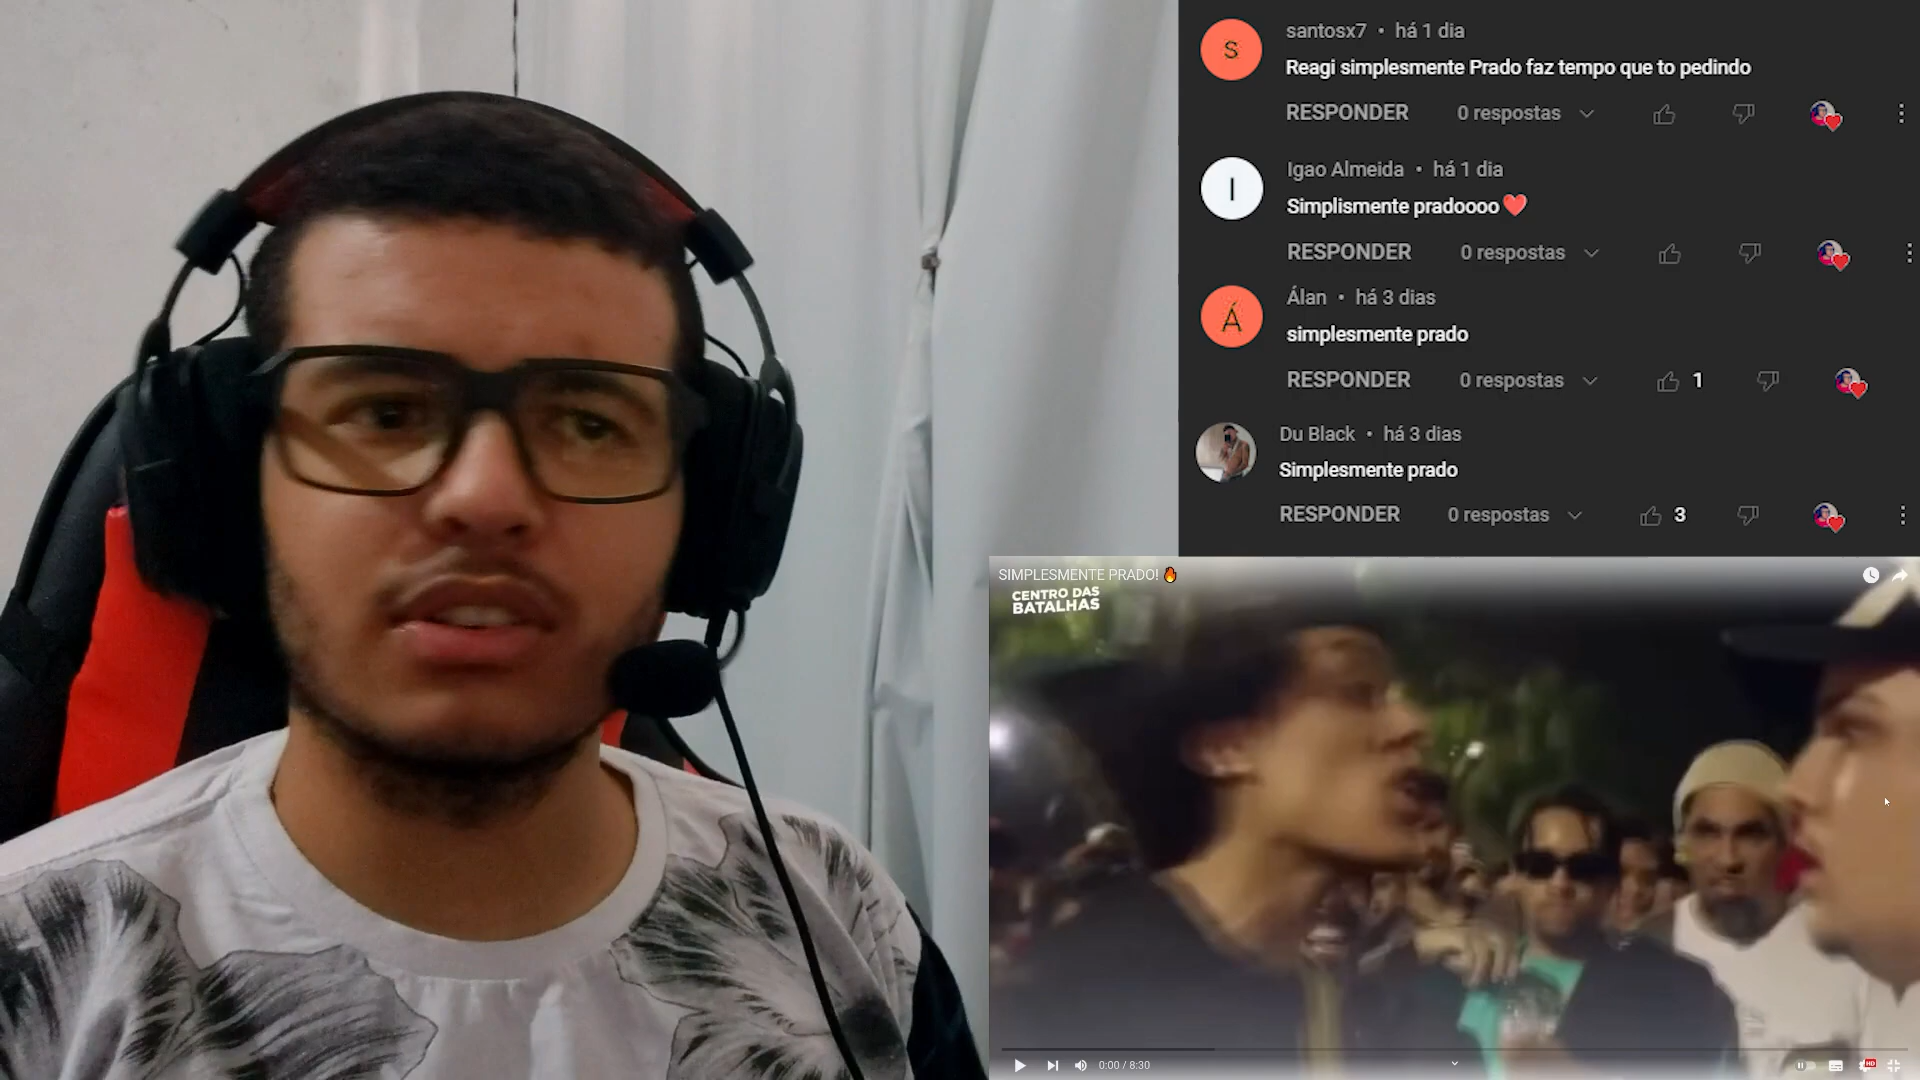 S
santosx7 • há 1 dia
Reagi simplesmente Prado faz tempo que to pedindo
RESPONDER 0 respostas
I
Igao Almeida • há 1 dia
Simplismente pradoooo❤️
RESPONDER 0 respostas
Á
Álan • há 3 dias
simplesmente prado
RESPONDER 0 respostas 1
Du Black • há 3 dias
Simplesmente prado
RESPONDER 0 respostas 3
SIMPLESMENTE PRADO!🔥
CENTRO DAS
BATALHAS
0:00 / 8:30
HD